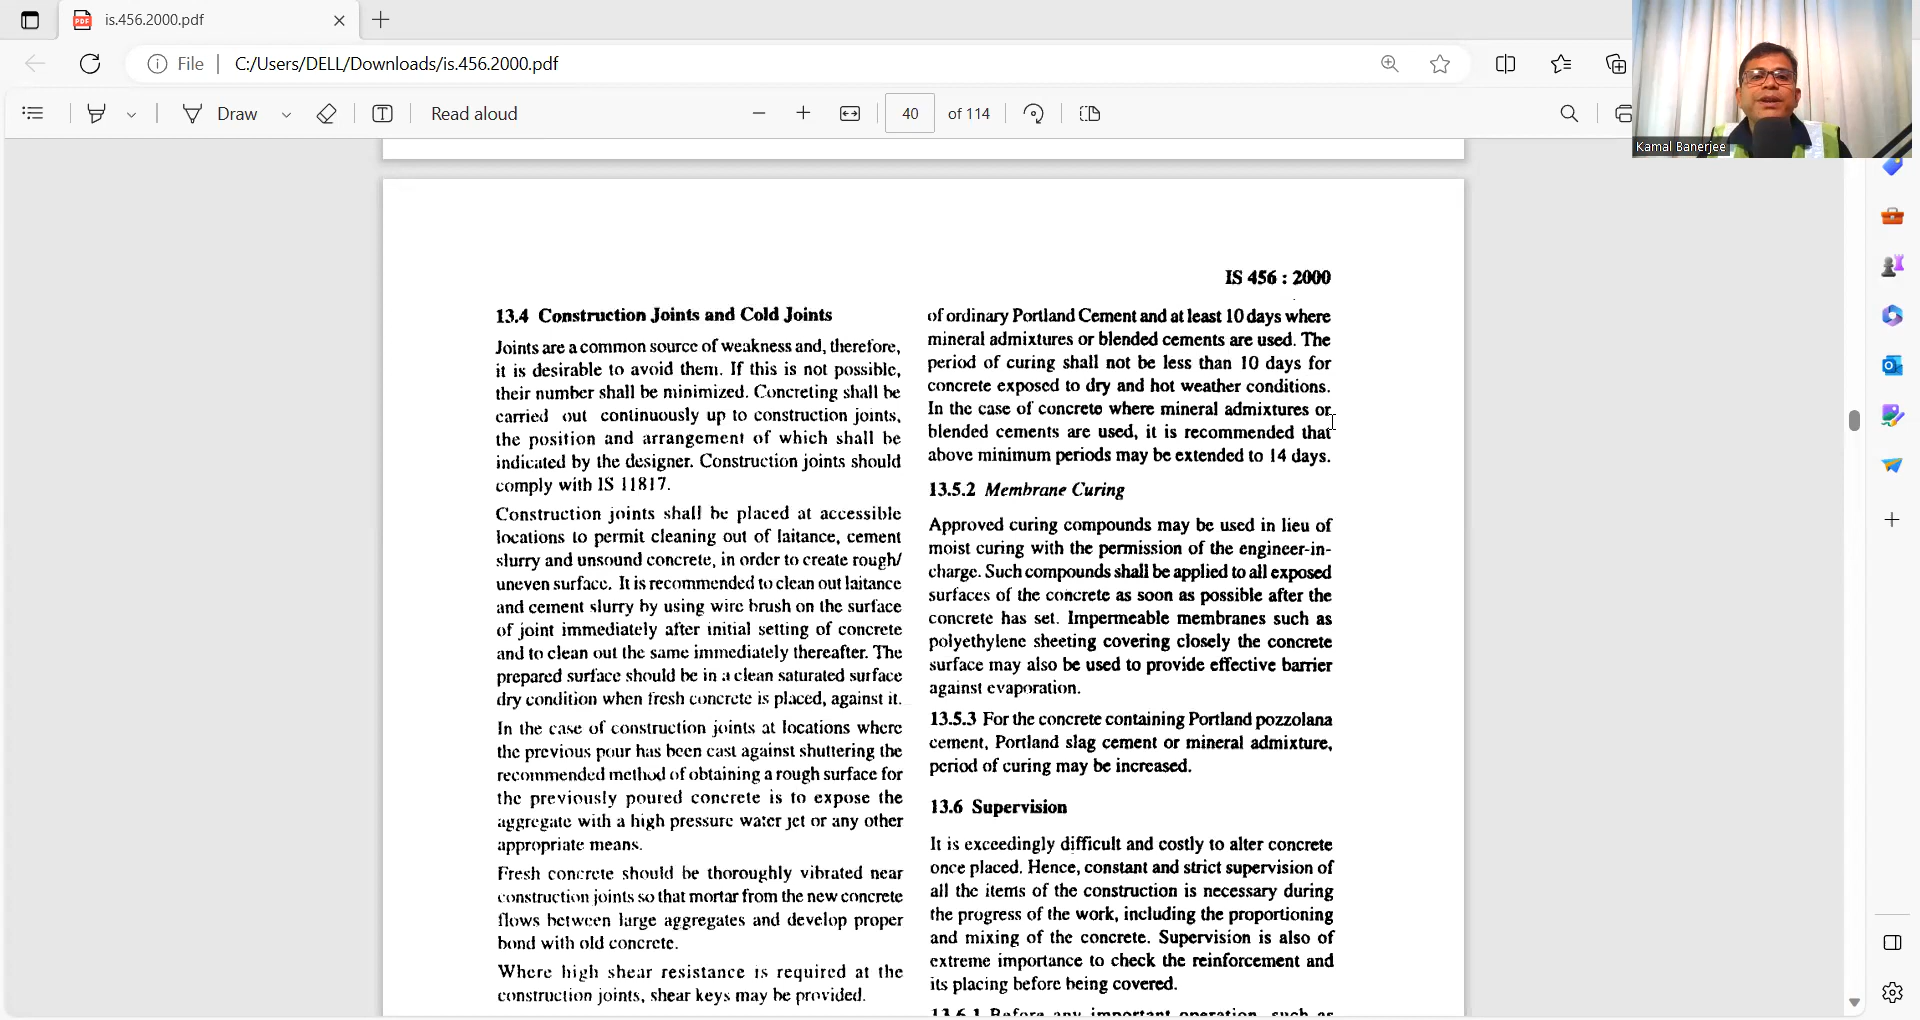 is.456.2000.pdf
File
C:/Users/DELL/Downloads/is.456.2000.pdf
Draw
Read aloud
40
of 114
Kamal Banerjee
IS 456 : 2000
13.4 Construction Joints and Cold Joints
Joints are a common source of weakness and, therefore,
it is desirable to avoid them. If this is not possible,
their number shall be minimized. Concreting shall be
carried out continuously up to construction joints,
the position and arrangement of which shall be
indicated by the designer. Construction joints should
comply with IS 11817.
Construction joints shall be placed at accessible
locations to permit cleaning out of laitance, cement
slurry and unsound concrete, in order to create rough/
uneven surface. It is recommended to clean out laitance
and cement slurry by using wire brush on the surface
of joint immediately after initial setting of concrete
and to clean out the same immediately thereafter. The
prepared surface should be in a clean saturated surface
dry condition when fresh concrete is placed, against it.
In the case of construction joints at locations where
the previous pour has been cast against shuttering the
recommended method of obtaining a rough surface for
the previously poured concrete is to expose the
aggregate with a high pressure water jet or any other
appropriate means.
Fresh concrete should be thoroughly vibrated near
construction joints so that mortar from the new concrete
flows between large aggregates and develop proper
bond with old concrete.
Where high shear resistance is required at the
construction joints, shear keys may be provided.
of ordinary Portland Cement and at least 10 days where
mineral admixtures or blended cements are used. The
period of curing shall not be less than 10 days for
concrete exposed to dry and hot weather conditions.
In the case of concrete where mineral admixtures or
blended cements are used, it is recommended that
above minimum periods may be extended to 14 days.
13.5.2 Membrane Curing
Approved curing compounds may be used in lieu of
moist curing with the permission of the engineer-in-
charge. Such compounds shall be applied to all exposed
surfaces of the concrete as soon as possible after the
concrete has set. Impermeable membranes such as
polyethylene sheeting covering closely the concrete
surface may also be used to provide effective barrier
against evaporation.
13.5.3 For the concrete containing Portland pozzolana
cement, Portland slag cement or mineral admixture,
period of curing may be increased.
13.6 Supervision
It is exceedingly difficult and costly to alter concrete
once placed. Hence, constant and strict supervision of
all the items of the construction is necessary during
the progress of the work, including the proportioning
and mixing of the concrete. Supervision is also of
extreme importance to check the reinforcement and
its placing before being covered.
13.6.1 Before any important operation, such as